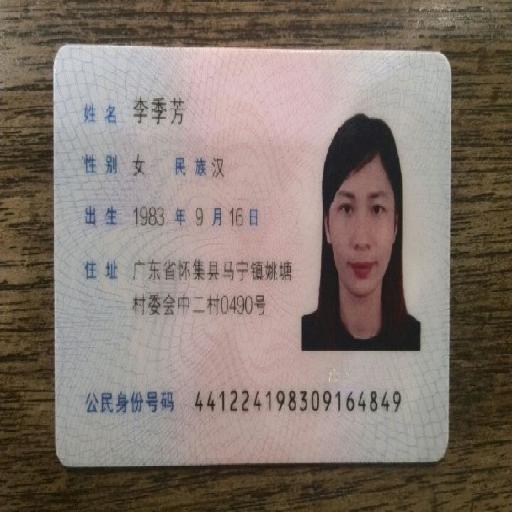 姓名 李季芳
性别 女 民族 汉
出生 1983 年 9 月 16 日
住址 广东省怀集县马宁镇姚塘
村委会中二村0490号
公民身份号码 441224198309164849